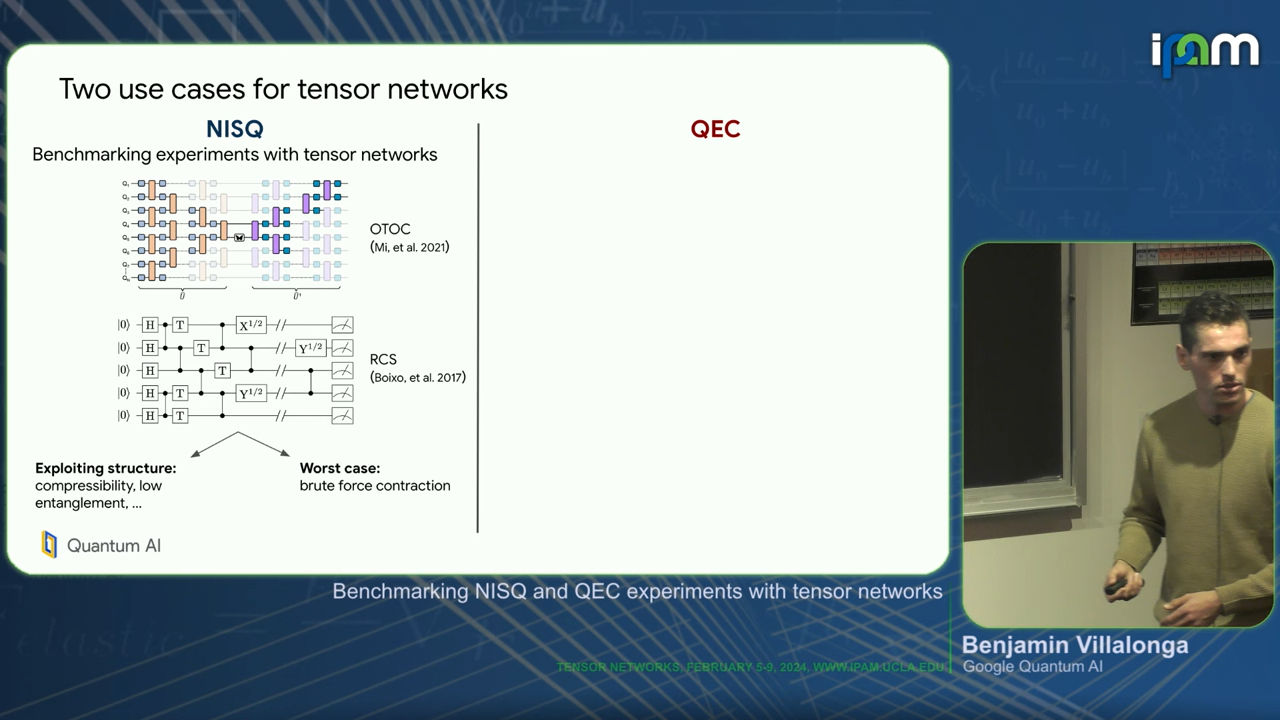 ipam
Two use cases for tensor networks
NISQ
Benchmarking experiments with tensor networks
OTOC
(Mi, et al. 2021)
|0⟩ H T X1/2 //
|0⟩ H T // Y1/2
|0⟩ H T //
|0⟩ H T Y1/2 //
|0⟩ H T //
RCS
(Boixo, et al. 2017)
Exploiting structure:
compressibility, low
entanglement, ...
Worst case:
brute force contraction
QEC
Quantum AI
Benchmarking NISQ and QEC experiments with tensor networks
Benjamin Villalonga
Google Quantum AI
TENSOR NETWORKS, FEBRUARY 5-9, 2024, WWW.IPAM.UCLA.EDU
elastic